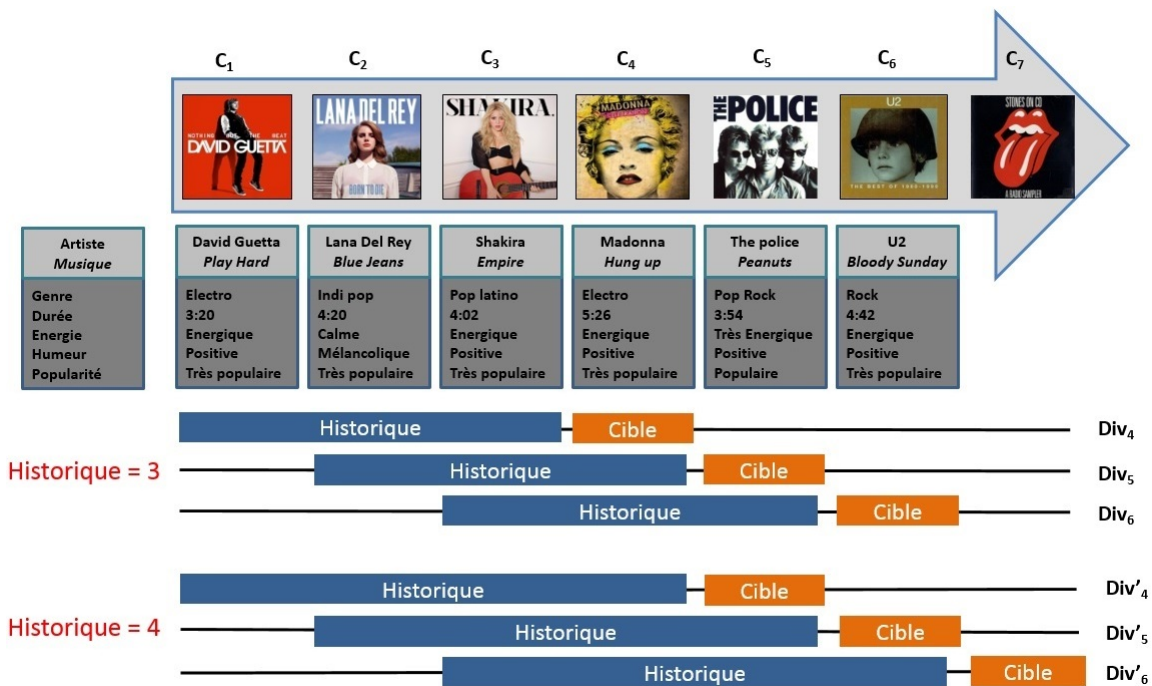 C1 C2 C3 C4 C5 C6 C7
NOTHING BUT THE BEAT
DAVID GUETTA
LANA DEL REY
BORN TO DIE
SHAKIRA.
MADONNA
THE POLICE
U2
THE BEST OF 1980-1990
STONES ON CD
A RADIO SAMPLER
Artiste
Musique
Genre
Durée
Energie
Humeur
Popularité
David Guetta
Play Hard
Electro
3:20
Energique
Positive
Très populaire
Lana Del Rey
Blue Jeans
Indi pop
4:20
Calme
Mélancolique
Très populaire
Shakira
Empire
Pop latino
4:02
Energique
Positive
Très populaire
Madonna
Hung up
Electro
5:26
Energique
Positive
Très populaire
The police
Peanuts
Pop Rock
3:54
Très Energique
Positive
Populaire
U2
Bloody Sunday
Rock
4:42
Energique
Positive
Très populaire
Historique = 3
Historique Cible Div4
Historique Cible Div5
Historique Cible Div6
Historique = 4
Historique Cible Div'4
Historique Cible Div'5
Historique Cible Div'6